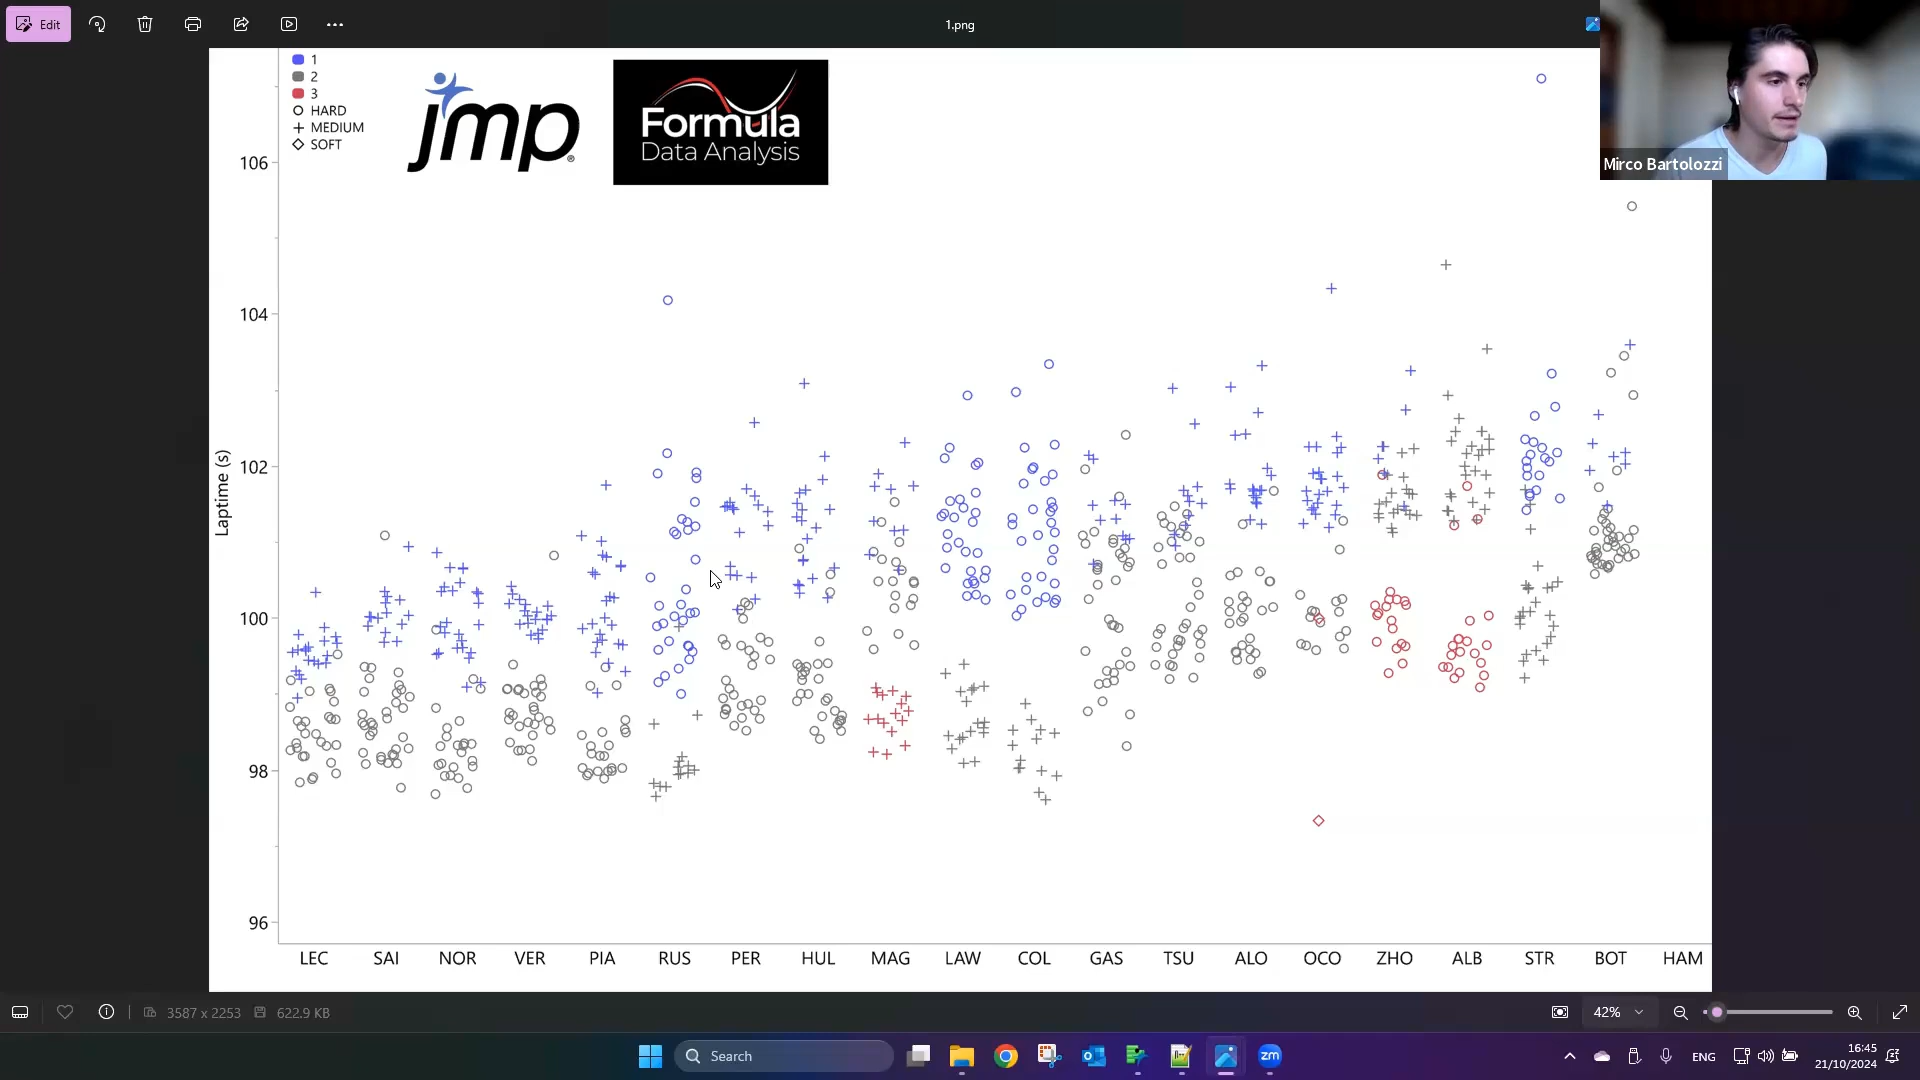 Edit
1.png
1
2
3
HARD
MEDIUM
SOFT
jmp®
Formula
Data Analysis
Mirco Bartolozzi
106
104
102
100
98
96
Laptime (s)
LEC SAI NOR VER PIA RUS PER HUL MAG LAW COL GAS TSU ALO OCO ZHO ALB STR BOT HAM
3587 x 2253 622.9 KB 42%
Search
zm
ENG
16:45
21/10/2024